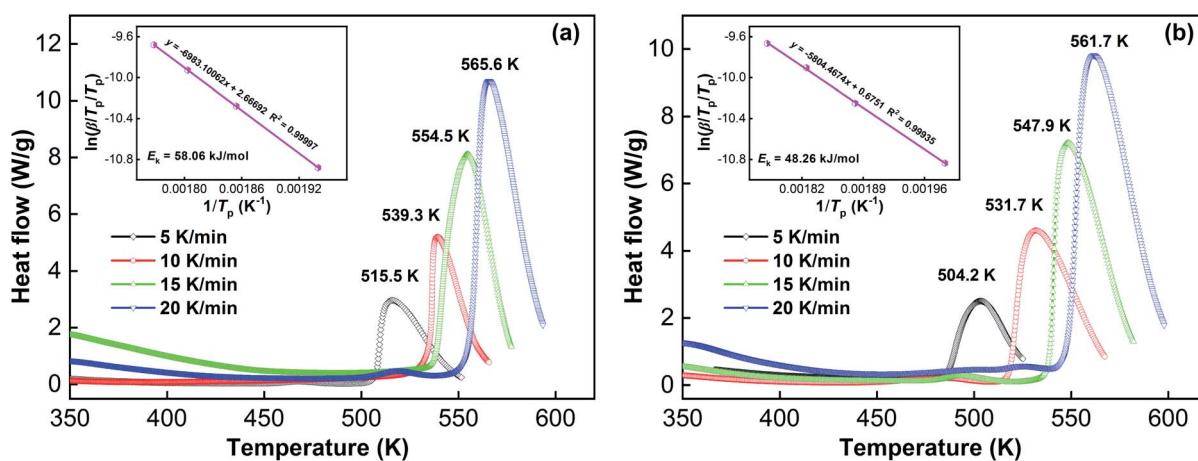 (a)
Heat flow (W/g)
12
10
8
6
4
2
0
350
400
450
500
550
600
Temperature (K)
515.5 K
539.3 K
554.5 K
565.6 K
5 K/min
10 K/min
15 K/min
20 K/min
ln(β/Tp/Tp)
-9.6
-10.0
-10.4
-10.8
y = -6983.10062x + 2.66692 R² = 0.99997
Ek = 58.06 kJ/mol
0.00180
0.00186
0.00192
1/Tp (K⁻¹)
(b)
Heat flow (W/g)
10
8
6
4
2
0
350
400
450
500
550
600
Temperature (K)
504.2 K
531.7 K
547.9 K
561.7 K
5 K/min
10 K/min
15 K/min
20 K/min
ln(β/Tp/Tp)
-9.6
-10.0
-10.4
-10.8
y = -5804.4674x + 0.6751 R² = 0.99935
Ek = 48.26 kJ/mol
0.00182
0.00189
0.00196
1/Tp (K⁻¹)